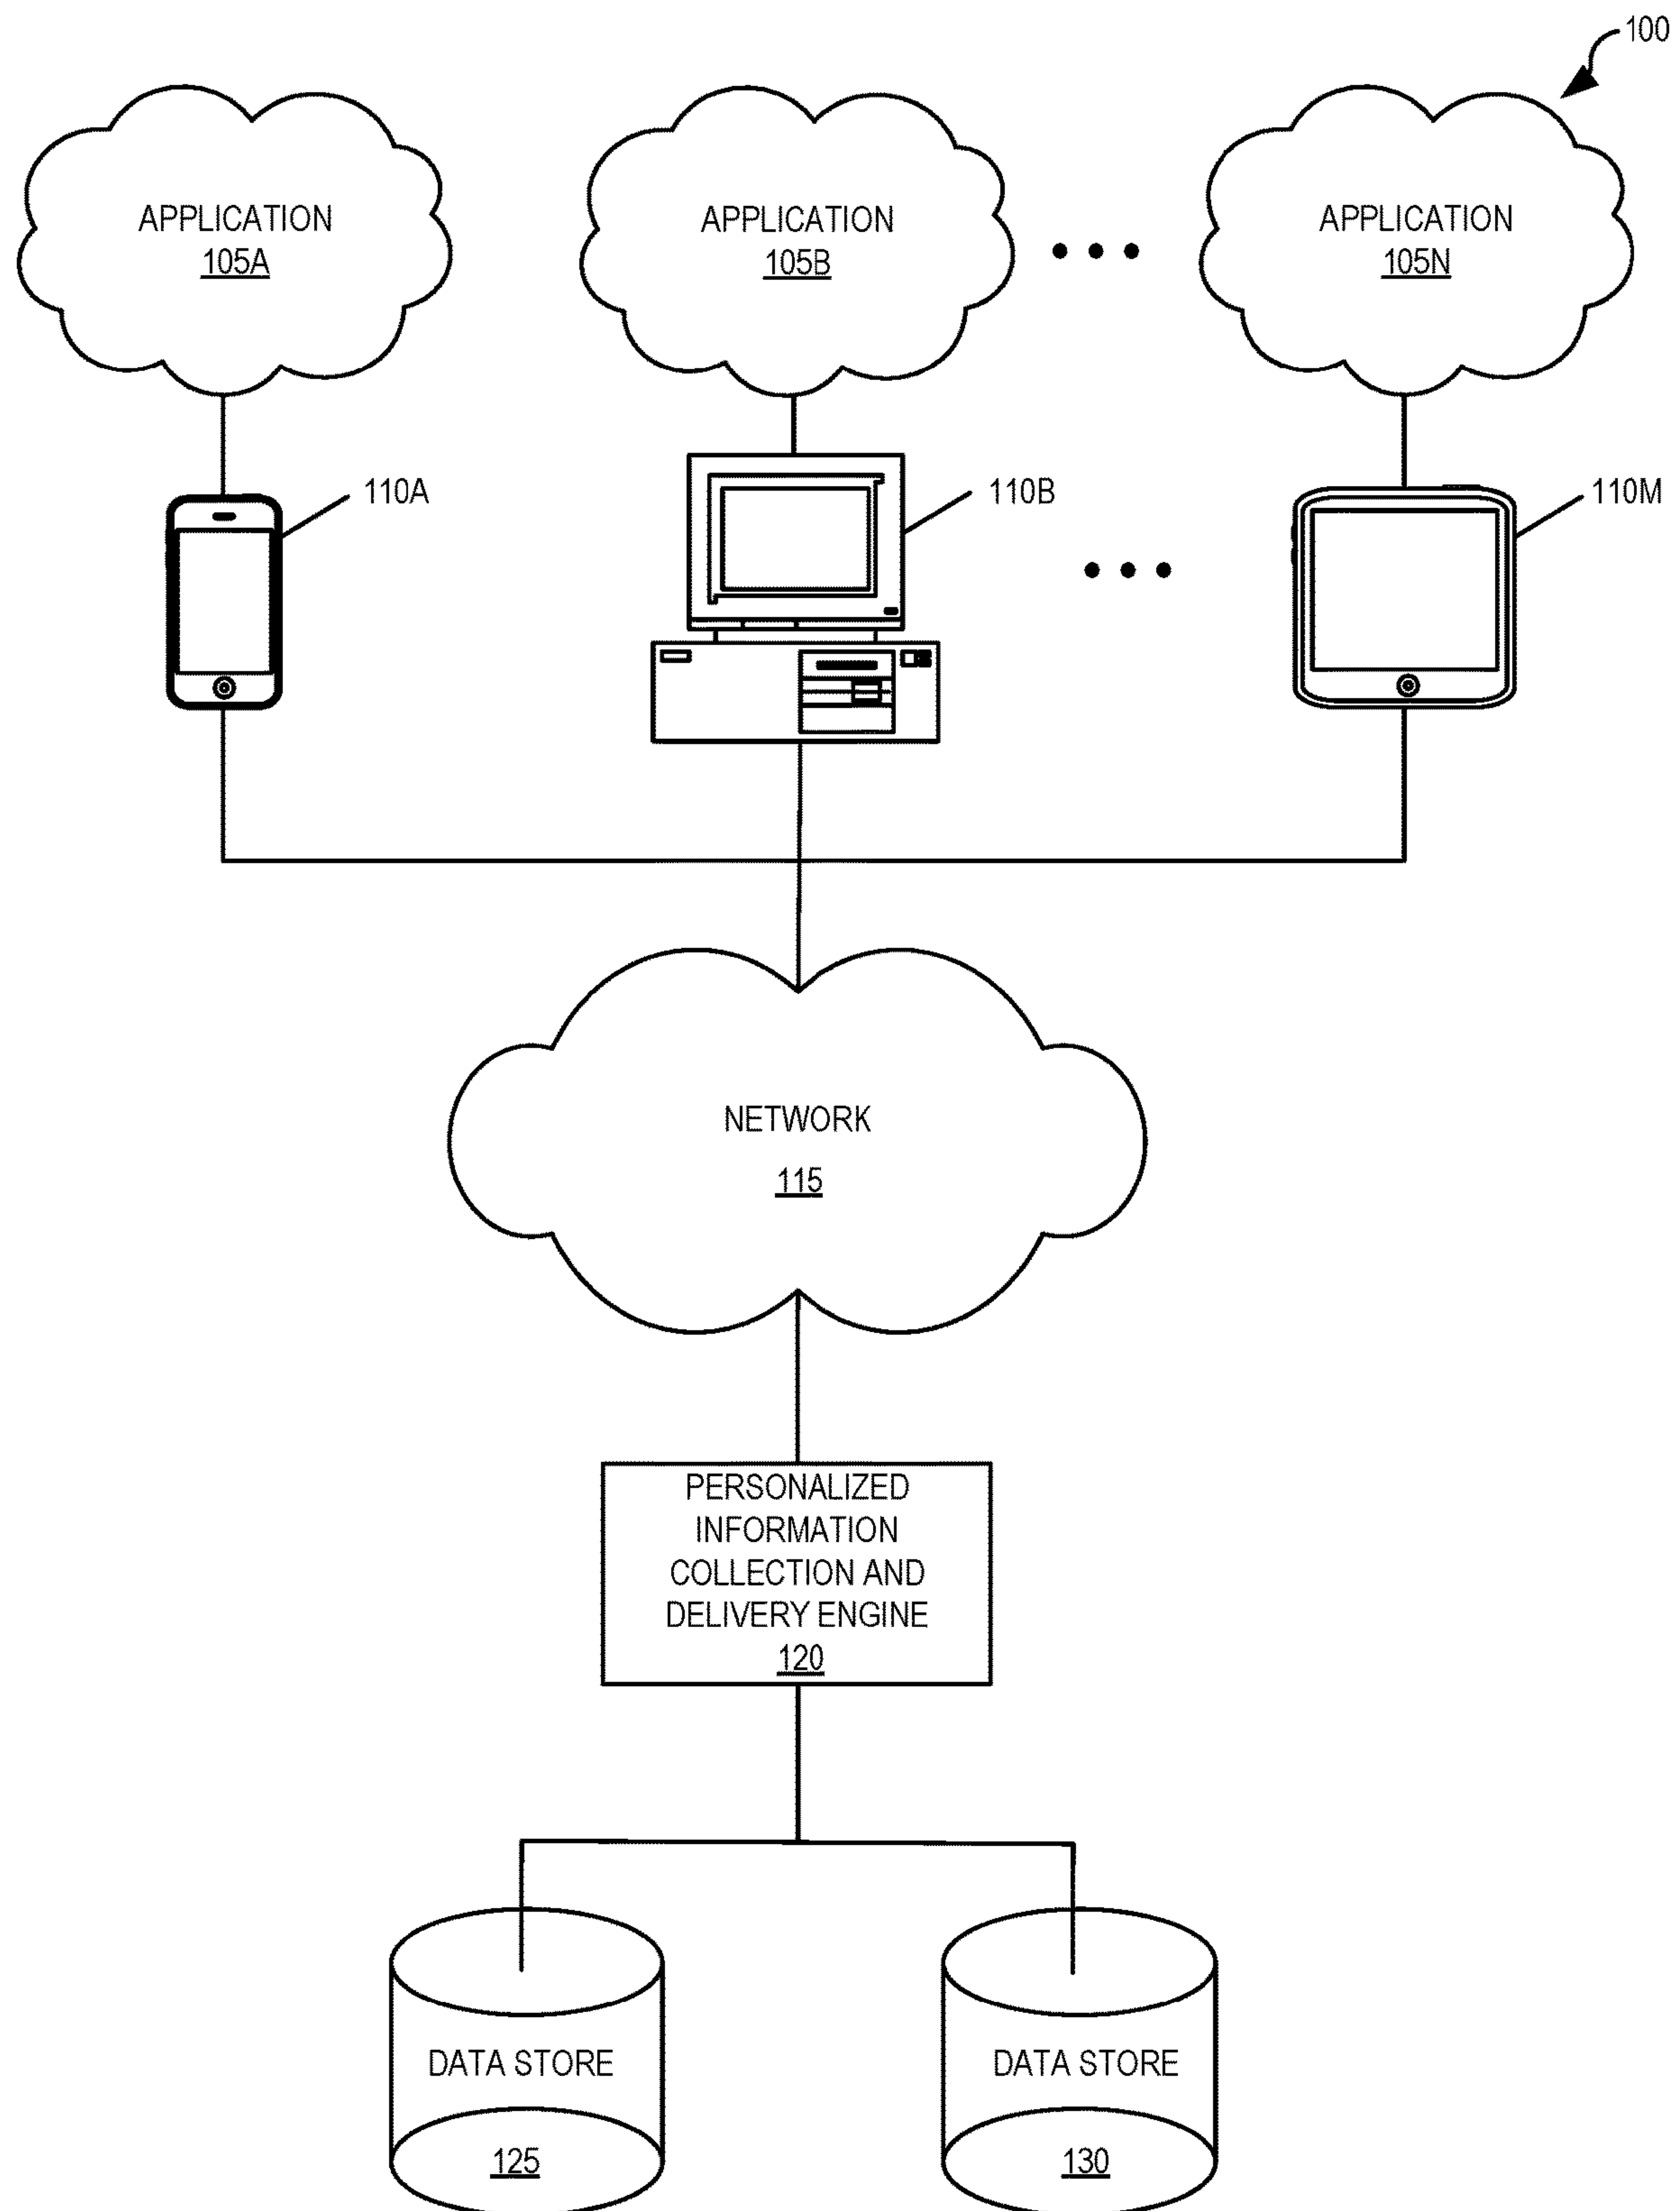 100
APPLICATION
105A
APPLICATION
105B
APPLICATION
105N
110A
110B
110M
NETWORK
115
PERSONALIZED
INFORMATION
COLLECTION AND
DELIVERY ENGINE
120
DATA STORE
125
DATA STORE
130